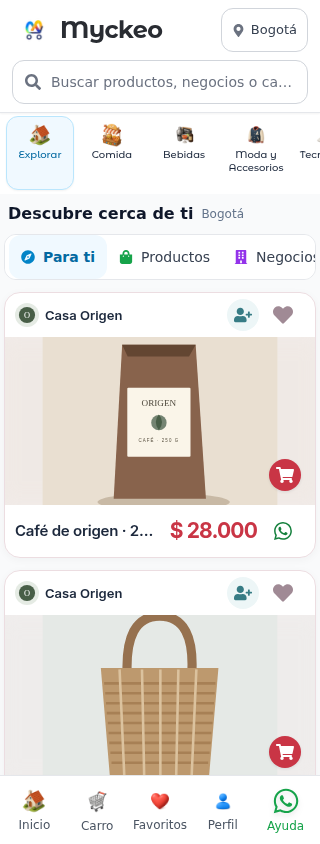 Myckeo
Bogotá
Buscar productos, negocios o ca...
Explorar
Comida
Bebidas
Moda y
Accesorios
Tecn
Descubre cerca de ti Bogotá
Para ti
Productos
Negocios
Casa Origen
ORIGEN
CAFÉ · 250 G
Café de origen · 2...
$ 28.000
Casa Origen
Inicio
Carro
Favoritos
Perfil
Ayuda